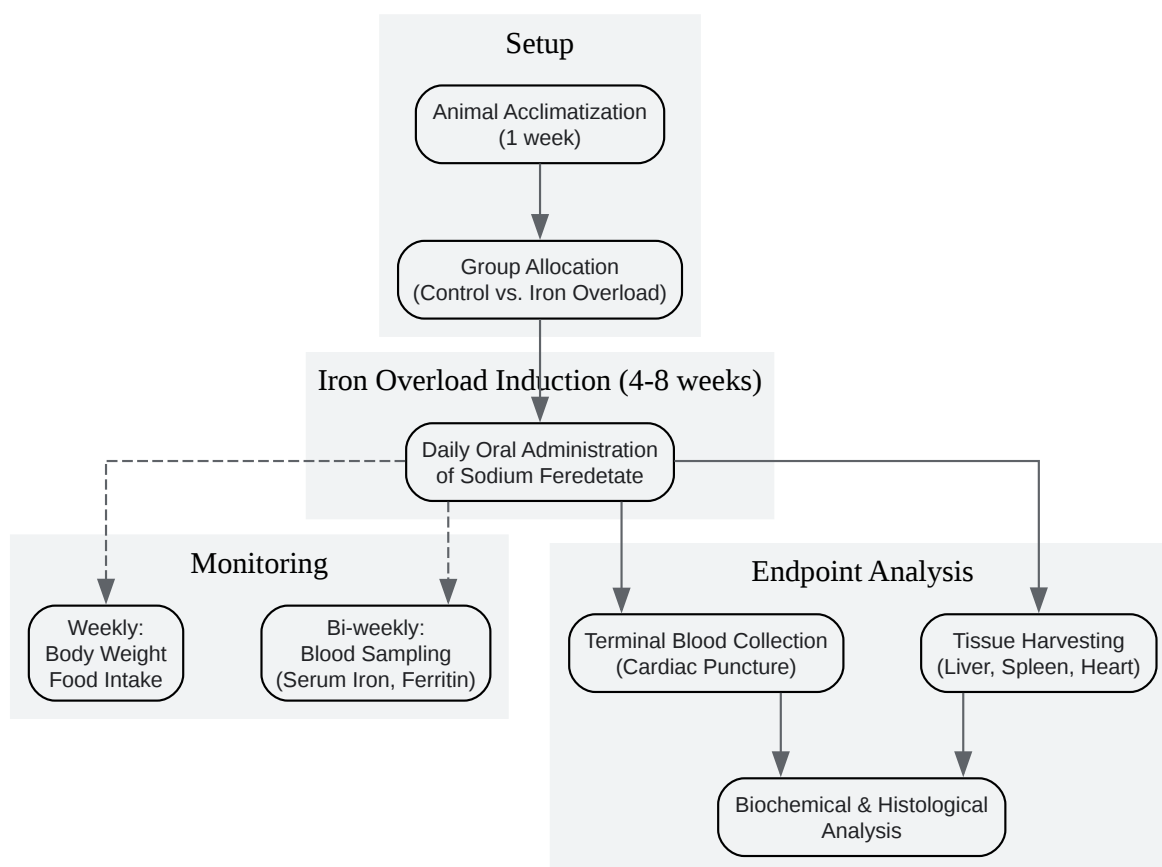 Setup
Animal Acclimatization
(1 week)
Group Allocation
(Control vs. Iron Overload)
Iron Overload Induction (4-8 weeks)
Daily Oral Administration
of Sodium Feredetate
Monitoring
Weekly:
Body Weight
Food Intake
Bi-weekly:
Blood Sampling
(Serum Iron, Ferritin)
Endpoint Analysis
Terminal Blood Collection
(Cardiac Puncture)
Tissue Harvesting
(Liver, Spleen, Heart)
Biochemical & Histological
Analysis